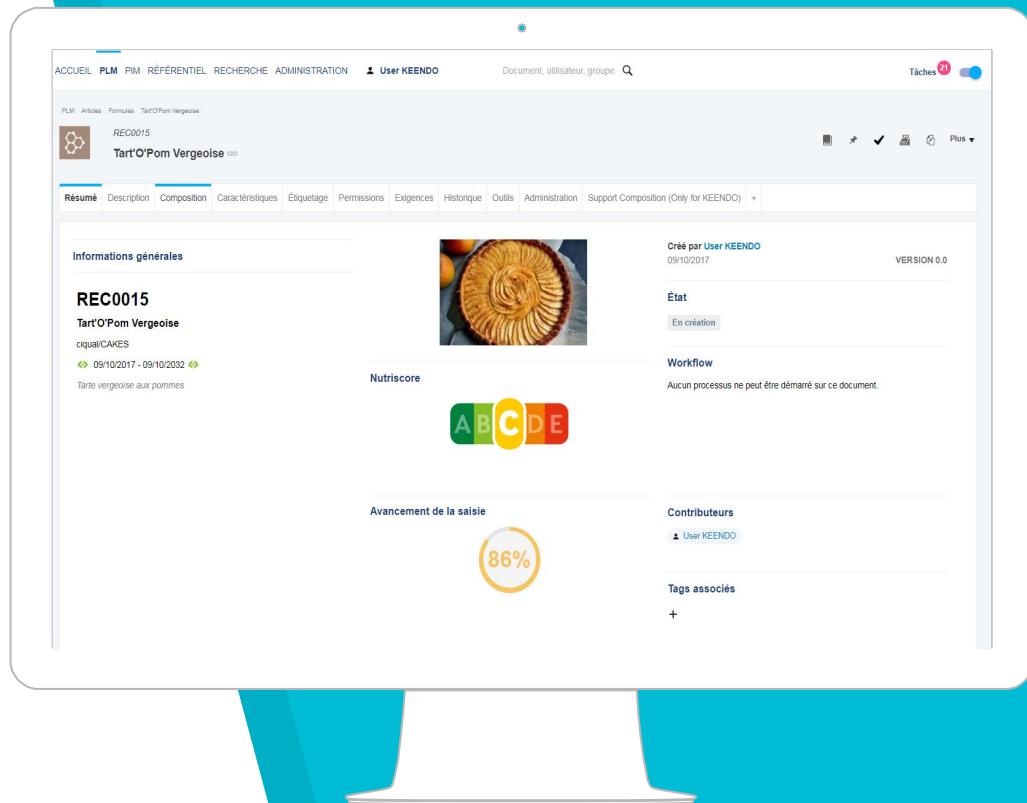 ACCUEIL PLM PIM RÉFÉRENTIEL RECHERCHE ADMINISTRATION User KEENDO Document, utilisateur, groupe Tâches 21
PLM Articles Formules Tart'O'Pom Vergeoise
REC0015
Tart'O'Pom Vergeoise
Plus
Résumé Description Composition Caractéristiques Étiquetage Permissions Exigences Historique Outils Administration Support Composition (Only for KEENDO) +
Informations générales
REC0015
Tart'O'Pom Vergeoise
ciqual/CAKES
09/10/2017 - 09/10/2032
Tarte vergeoise aux pommes
Nutriscore
A B C D E
Avancement de la saisie
86%
Créé par User KEENDO
09/10/2017 VERSION 0.0
État
En création
Workflow
Aucun processus ne peut être démarré sur ce document.
Contributeurs
User KEENDO
Tags associés
+